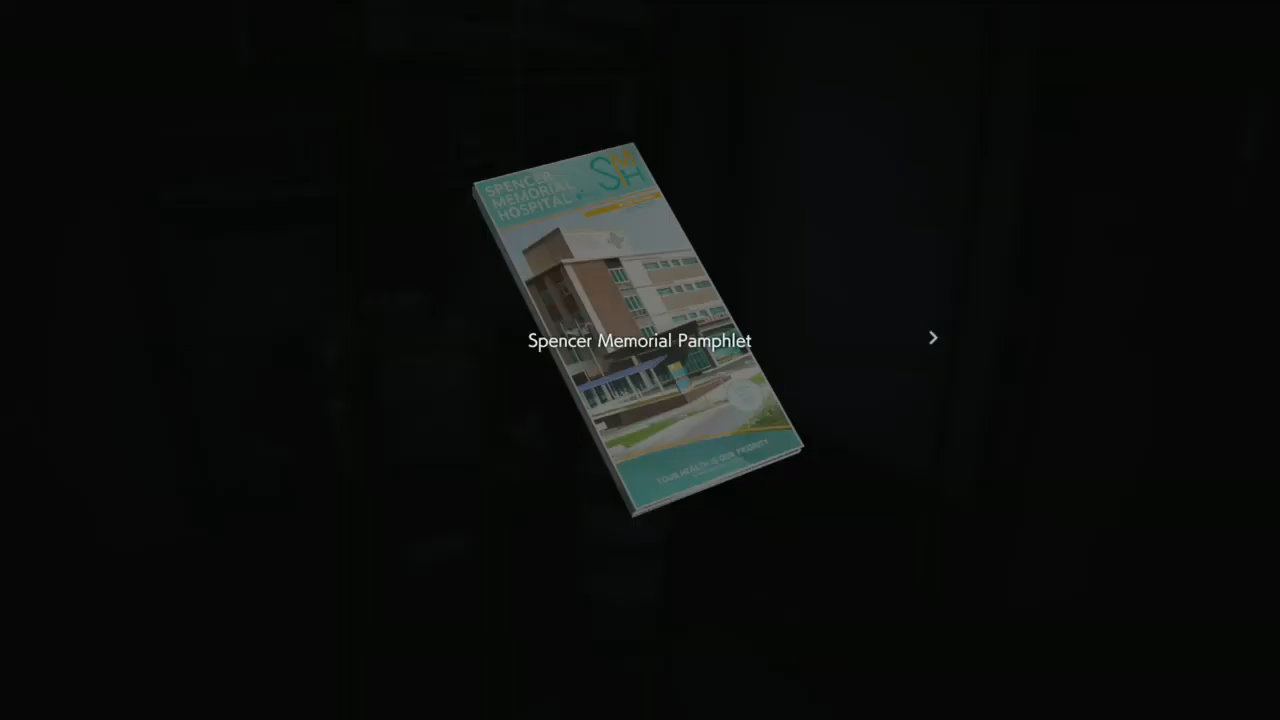 SPENCER
MEMORIAL
HOSPITAL
SMH
Spencer Memorial Pamphlet
YOUR HEALTH IS OUR PRIORITY